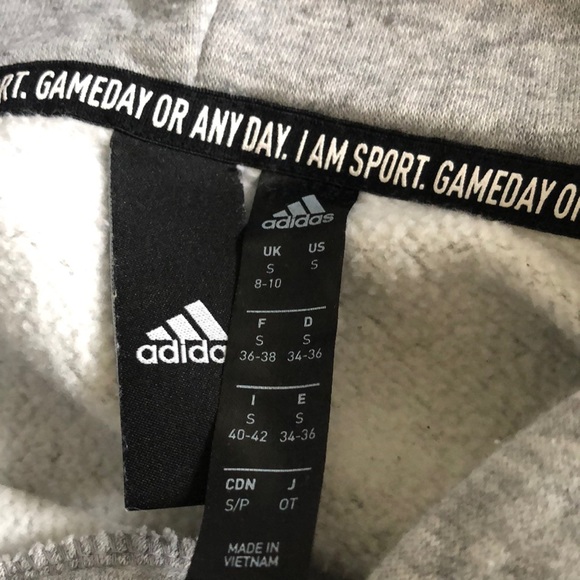 RT. GAMEDAY OR ANY DAY. I AM SPORT. GAMEDAY OR
adidas
adidas
UK US
S S
8-10
F D
S S
36-38 34-36
I E
S S
40-42 34-36
CDN J
S/P OT
MADE IN
VIETNAM